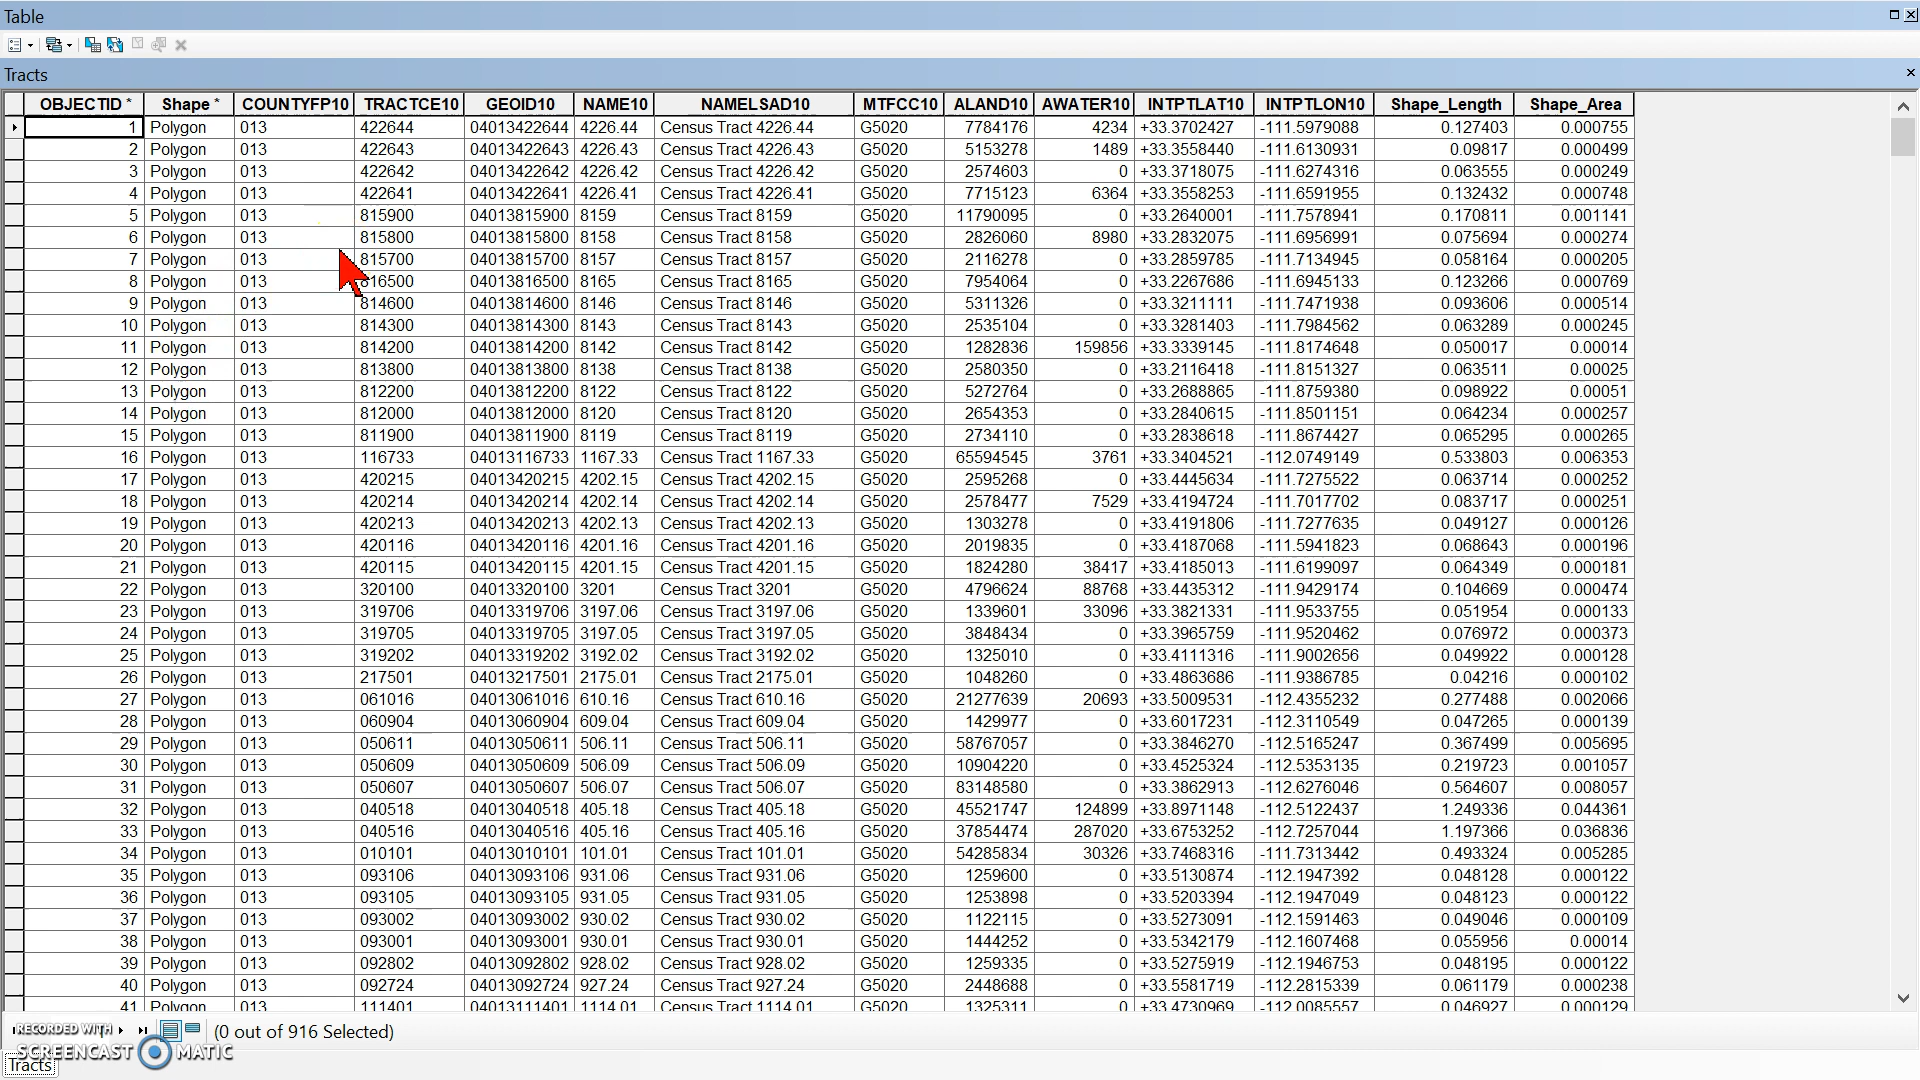 Table
Tracts
OBJECTID * Shape * COUNTYFP10 TRACTCE10 GEOID10 NAME10 NAMELSAD10 MTFCC10 ALAND10 AWATER10 INTPTLAT10 INTPTLON10 Shape_Length Shape_Area
1 Polygon 013 422644 04013422644 4226.44 Census Tract 4226.44 G5020 7784176 4234 +33.3702427 -111.5979088 0.127403 0.000755
2 Polygon 013 422643 04013422643 4226.43 Census Tract 4226.43 G5020 5153278 1489 +33.3558440 -111.6130931 0.09817 0.000499
3 Polygon 013 422642 04013422642 4226.42 Census Tract 4226.42 G5020 2574603 0 +33.3718075 -111.6274316 0.063555 0.000249
4 Polygon 013 422641 04013422641 4226.41 Census Tract 4226.41 G5020 7715123 6364 +33.3558253 -111.6591955 0.132432 0.000748
5 Polygon 013 815900 04013815900 8159 Census Tract 8159 G5020 11790095 0 +33.2640001 -111.7578941 0.170811 0.001141
6 Polygon 013 815800 04013815800 8158 Census Tract 8158 G5020 2826060 8980 +33.2832075 -111.6956991 0.075694 0.000274
7 Polygon 013 815700 04013815700 8157 Census Tract 8157 G5020 2116278 0 +33.2859785 -111.7134945 0.058164 0.000205
8 Polygon 013 816500 04013816500 8165 Census Tract 8165 G5020 7954064 0 +33.2267686 -111.6945133 0.123266 0.000769
9 Polygon 013 814600 04013814600 8146 Census Tract 8146 G5020 5311326 0 +33.3211111 -111.7471938 0.093606 0.000514
10 Polygon 013 814300 04013814300 8143 Census Tract 8143 G5020 2535104 0 +33.3281403 -111.7984562 0.063289 0.000245
11 Polygon 013 814200 04013814200 8142 Census Tract 8142 G5020 1282836 159856 +33.3339145 -111.8174648 0.050017 0.00014
12 Polygon 013 813800 04013813800 8138 Census Tract 8138 G5020 2580350 0 +33.2116418 -111.8151327 0.063511 0.00025
13 Polygon 013 812200 04013812200 8122 Census Tract 8122 G5020 5272764 0 +33.2688865 -111.8759380 0.098922 0.00051
14 Polygon 013 812000 04013812000 8120 Census Tract 8120 G5020 2654353 0 +33.2840615 -111.8501151 0.064234 0.000257
15 Polygon 013 811900 04013811900 8119 Census Tract 8119 G5020 2734110 0 +33.2838618 -111.8674427 0.065295 0.000265
16 Polygon 013 116733 04013116733 1167.33 Census Tract 1167.33 G5020 65594545 3761 +33.3404521 -112.0749149 0.533803 0.006353
17 Polygon 013 420215 04013420215 4202.15 Census Tract 4202.15 G5020 2595268 0 +33.4445634 -111.7275522 0.063714 0.000252
18 Polygon 013 420214 04013420214 4202.14 Census Tract 4202.14 G5020 2578477 7529 +33.4194724 -111.7017702 0.083717 0.000251
19 Polygon 013 420213 04013420213 4202.13 Census Tract 4202.13 G5020 1303278 0 +33.4191806 -111.7277635 0.049127 0.000126
20 Polygon 013 420116 04013420116 4201.16 Census Tract 4201.16 G5020 2019835 0 +33.4187068 -111.5941823 0.068643 0.000196
21 Polygon 013 420115 04013420115 4201.15 Census Tract 4201.15 G5020 1824280 38417 +33.4185013 -111.6199097 0.064349 0.000181
22 Polygon 013 320100 04013320100 3201 Census Tract 3201 G5020 4796624 88768 +33.4435312 -111.9429174 0.104669 0.000474
23 Polygon 013 319706 04013319706 3197.06 Census Tract 3197.06 G5020 1339601 33096 +33.3821331 -111.9533755 0.051954 0.000133
24 Polygon 013 319705 04013319705 3197.05 Census Tract 3197.05 G5020 3848434 0 +33.3965759 -111.9520462 0.076972 0.000373
25 Polygon 013 319202 04013319202 3192.02 Census Tract 3192.02 G5020 1325010 0 +33.4111316 -111.9002656 0.049922 0.000128
26 Polygon 013 217501 04013217501 2175.01 Census Tract 2175.01 G5020 1048260 0 +33.4863686 -111.9386785 0.04216 0.000102
27 Polygon 013 061016 04013061016 610.16 Census Tract 610.16 G5020 21277639 20693 +33.5009531 -112.4355232 0.277488 0.002066
28 Polygon 013 060904 04013060904 609.04 Census Tract 609.04 G5020 1429977 0 +33.6017231 -112.3110549 0.047265 0.000139
29 Polygon 013 050611 04013050611 506.11 Census Tract 506.11 G5020 58767057 0 +33.3846270 -112.5165247 0.367499 0.005695
30 Polygon 013 050609 04013050609 506.09 Census Tract 506.09 G5020 10904220 0 +33.4525324 -112.5353135 0.219723 0.001057
31 Polygon 013 050607 04013050607 506.07 Census Tract 506.07 G5020 83148580 0 +33.3862913 -112.6276046 0.564607 0.008057
32 Polygon 013 040518 04013040518 405.18 Census Tract 405.18 G5020 45521747 124899 +33.8971148 -112.5122437 1.249336 0.044361
33 Polygon 013 040516 04013040516 405.16 Census Tract 405.16 G5020 37854474 287020 +33.6753252 -112.7257044 1.197366 0.036836
34 Polygon 013 010101 04013010101 101.01 Census Tract 101.01 G5020 54285834 30326 +33.7468316 -111.7313442 0.493324 0.005285
35 Polygon 013 093106 04013093106 931.06 Census Tract 931.06 G5020 1259600 0 +33.5130874 -112.1947392 0.048128 0.000122
36 Polygon 013 093105 04013093105 931.05 Census Tract 931.05 G5020 1253898 0 +33.5203394 -112.1947049 0.048123 0.000122
37 Polygon 013 093002 04013093002 930.02 Census Tract 930.02 G5020 1122115 0 +33.5273091 -112.1591463 0.049046 0.000109
38 Polygon 013 093001 04013093001 930.01 Census Tract 930.01 G5020 1444252 0 +33.5342179 -112.1607468 0.055956 0.00014
39 Polygon 013 092802 04013092802 928.02 Census Tract 928.02 G5020 1259335 0 +33.5275919 -112.1946753 0.048195 0.000122
40 Polygon 013 092724 04013092724 927.24 Census Tract 927.24 G5020 2448688 0 +33.5581719 -112.2815339 0.061179 0.000238
41 Polygon 013 111401 04013111401 1114.01 Census Tract 1114.01 G5020 1325311 0 +33.4730969 -112.0085557 0.046927 0.000129
RECORDED WITH (0 out of 916 Selected)
SCREENCAST MATIC
Tracts